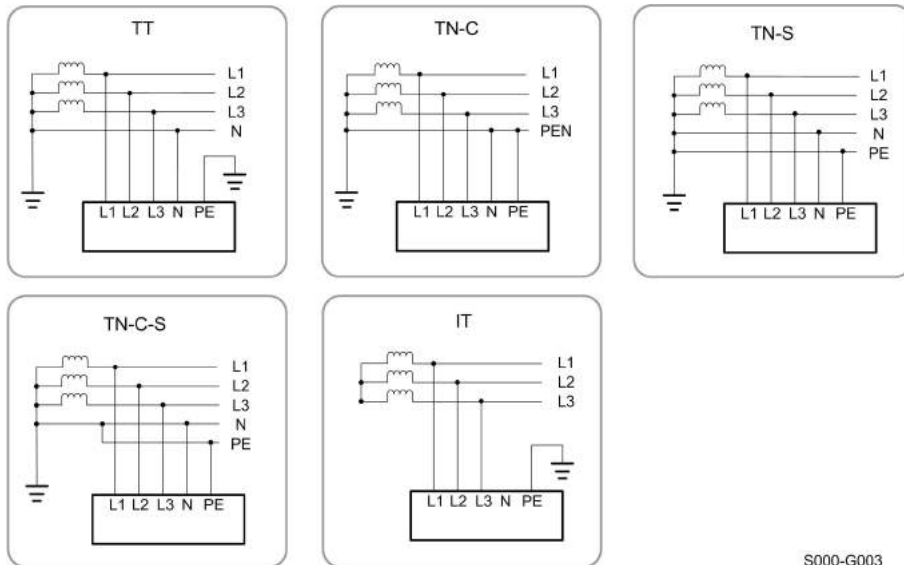 TT
L1
L2
L3
N
L1 L2 L3 N PE
TN-C
L1
L2
L3
PEN
L1 L2 L3 N PE
TN-S
L1
L2
L3
N
PE
L1 L2 L3 N PE
TN-C-S
L1
L2
L3
N
PE
L1 L2 L3 N PE
IT
L1
L2
L3
L1 L2 L3 N PE
S000-G003